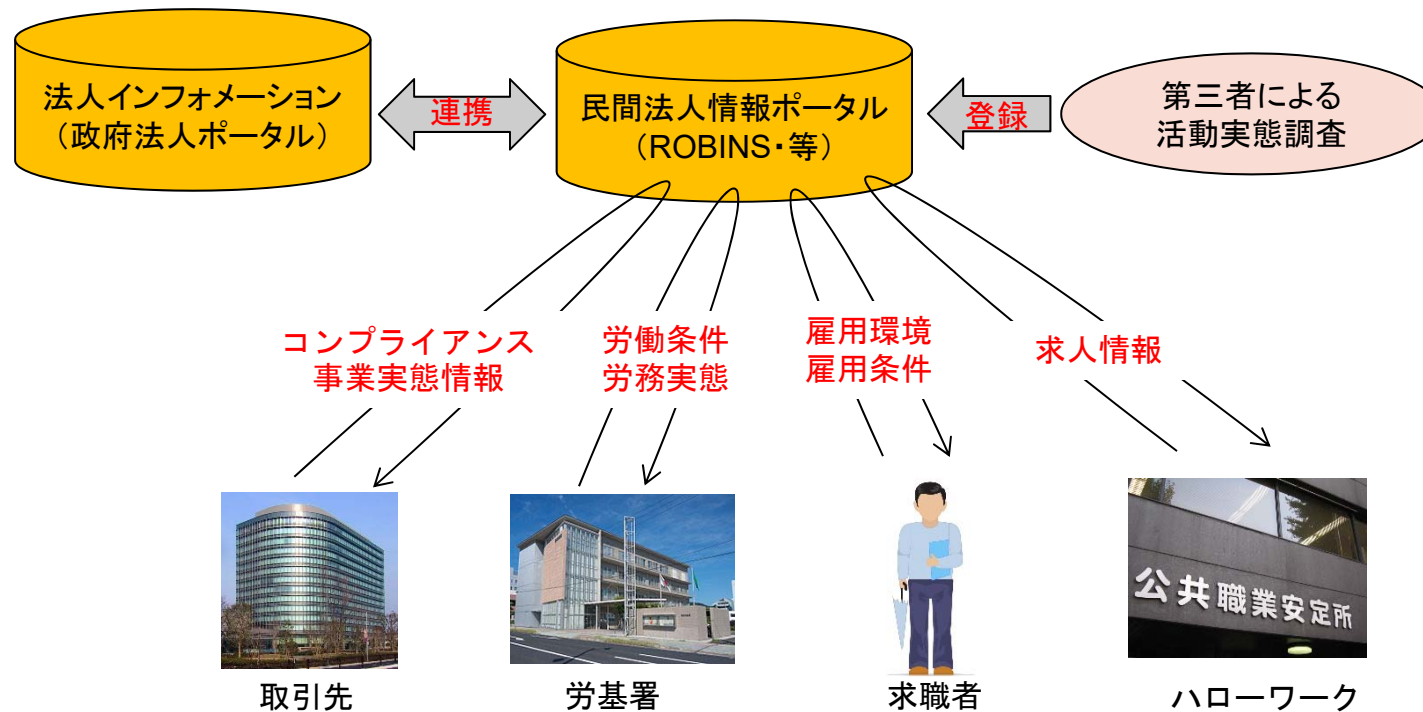 法人インフォメーション
(政府法人ポータル)
連携
民間法人情報ポータル
(ROBINS・等)
登録
第三者による
活動実態調査
コンプライアンス
事業実態情報
労働条件
労務実態
雇用環境
雇用条件
求人情報
公共職業安定所
取引先
労基署
求職者
ハローワーク